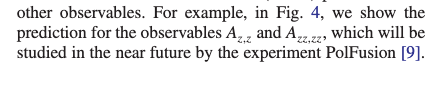 other observables. For example, in Fig. 4, we show the
prediction for the observables A_{z,z} and A_{zz,zz}, which will be
studied in the near future by the experiment PolFusion [9].